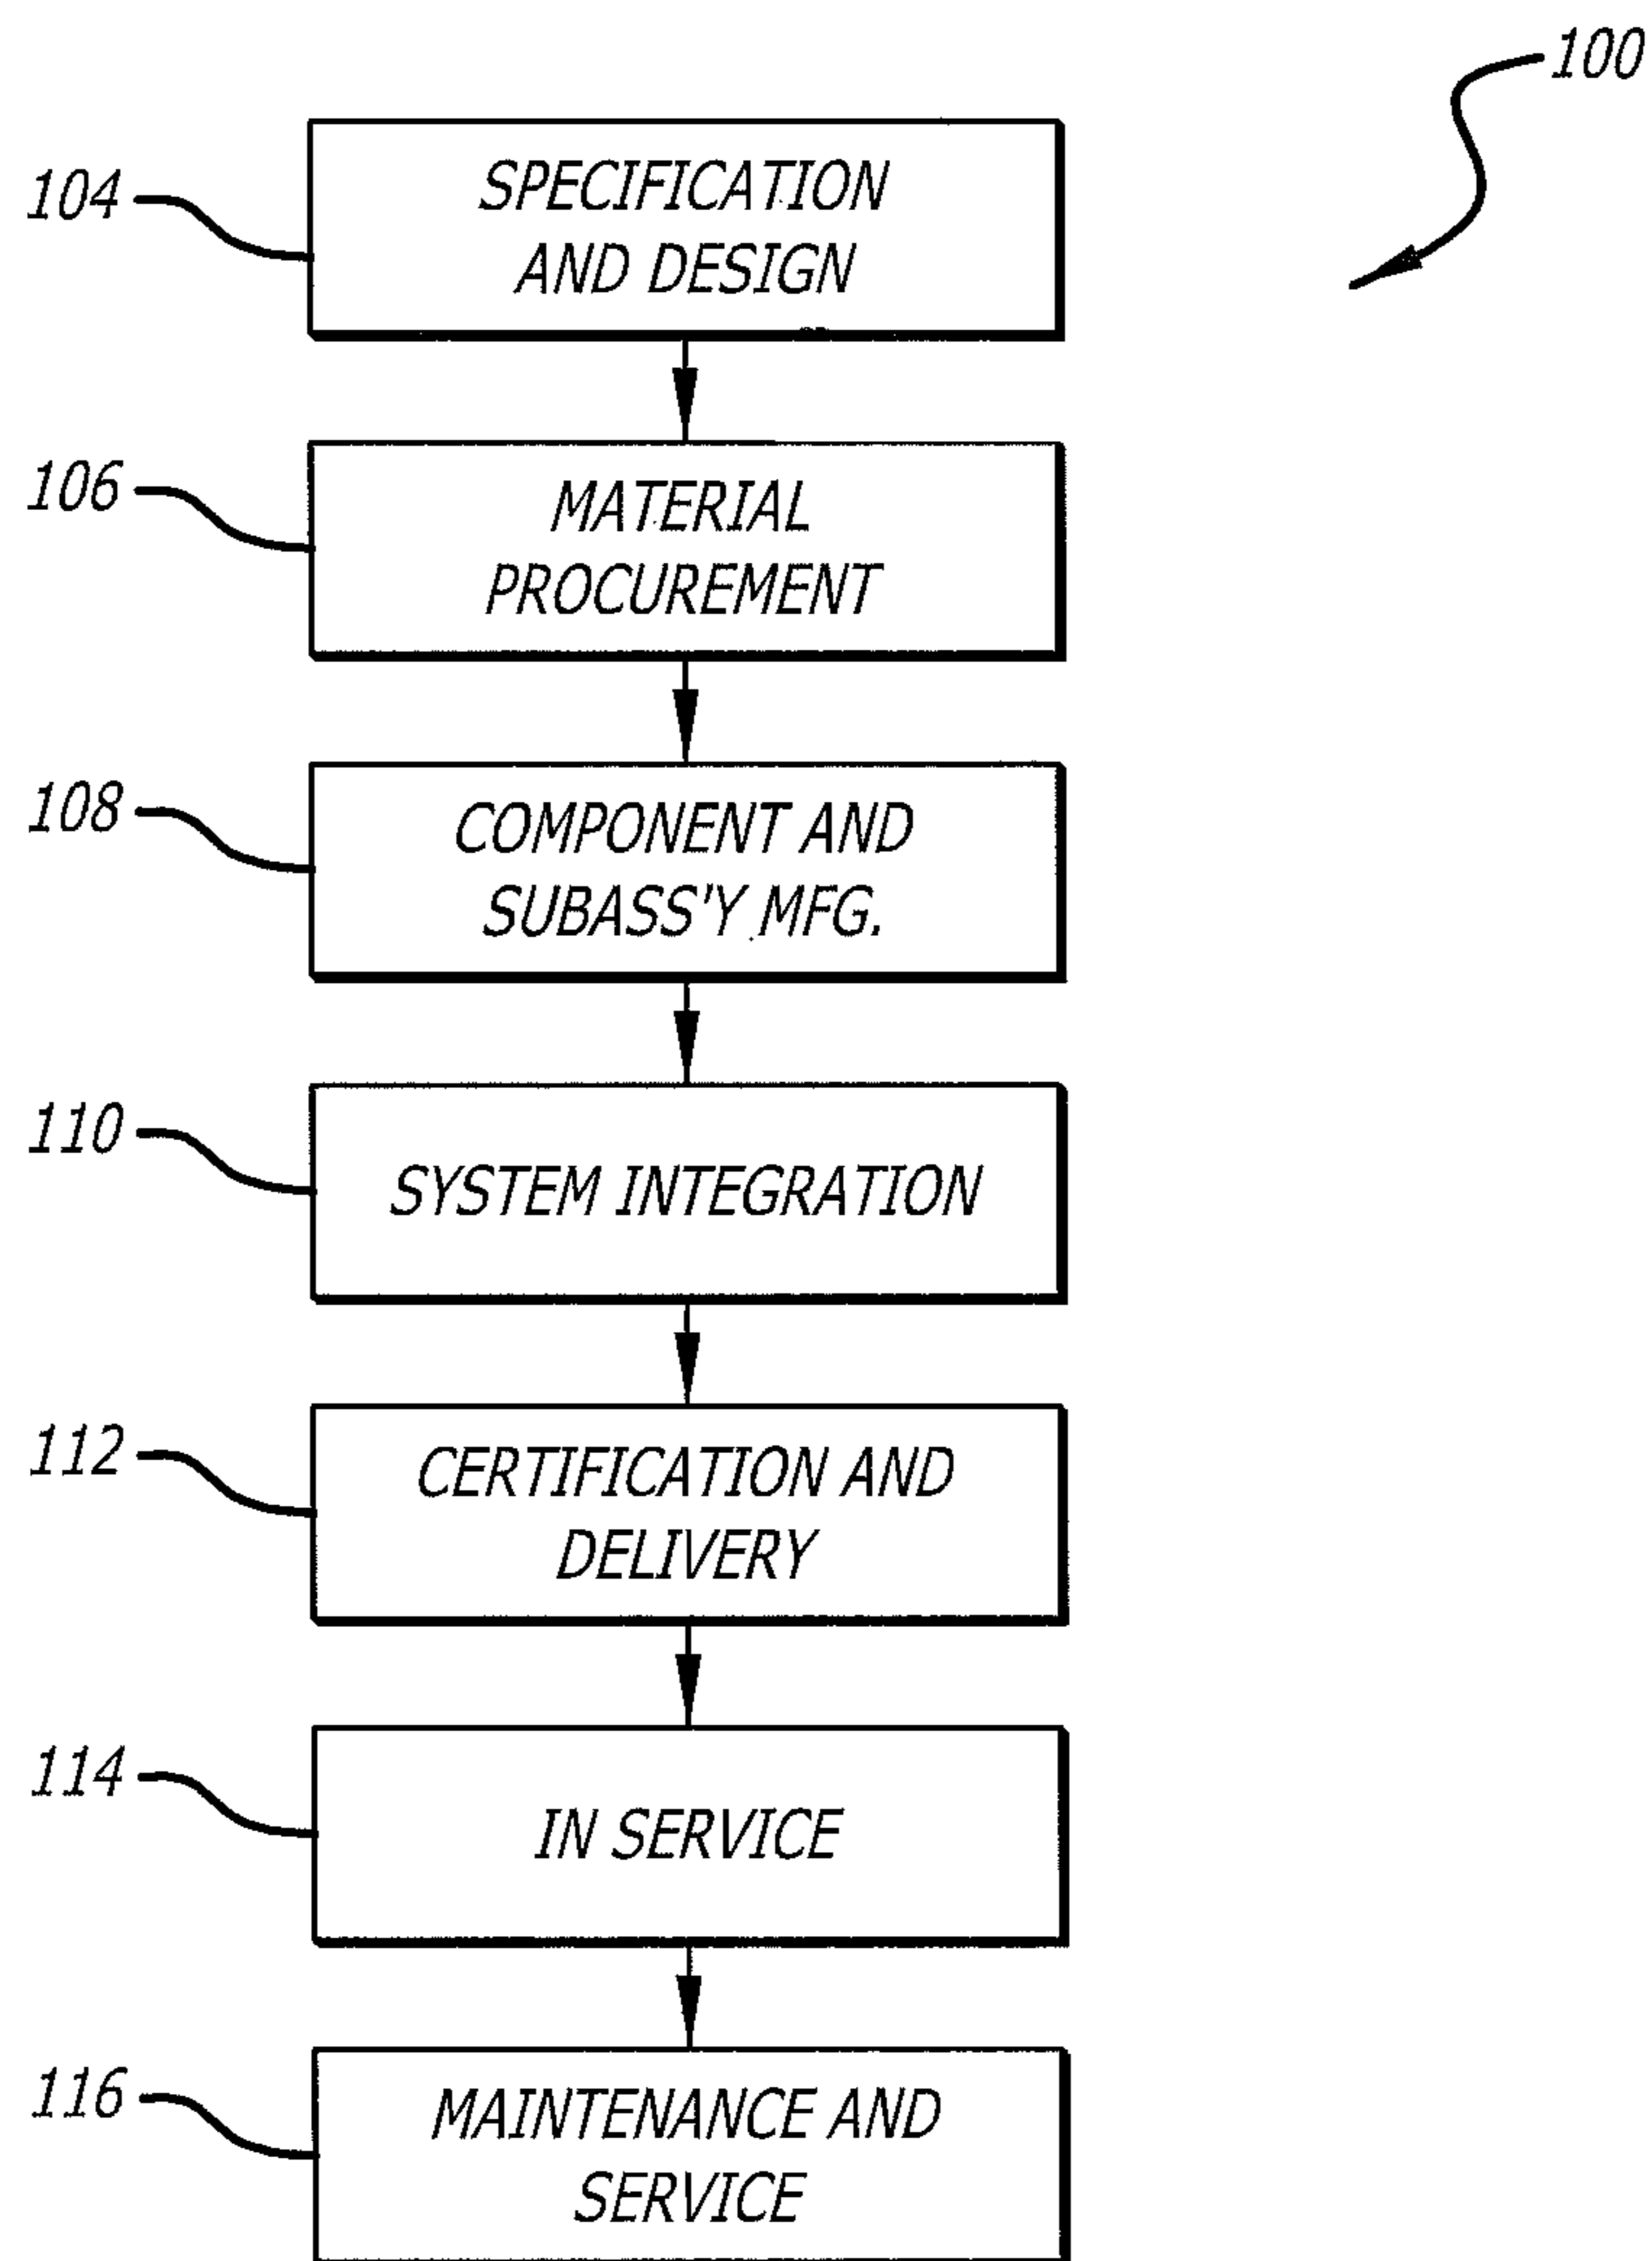 100
104
SPECIFICATION
AND DESIGN
106
MATERIAL
PROCUREMENT
108
COMPONENT AND
SUBASS'Y MFG.
110
SYSTEM INTEGRATION
112
CERTIFICATION AND
DELIVERY
114
IN SERVICE
116
MAINTENANCE AND
SERVICE